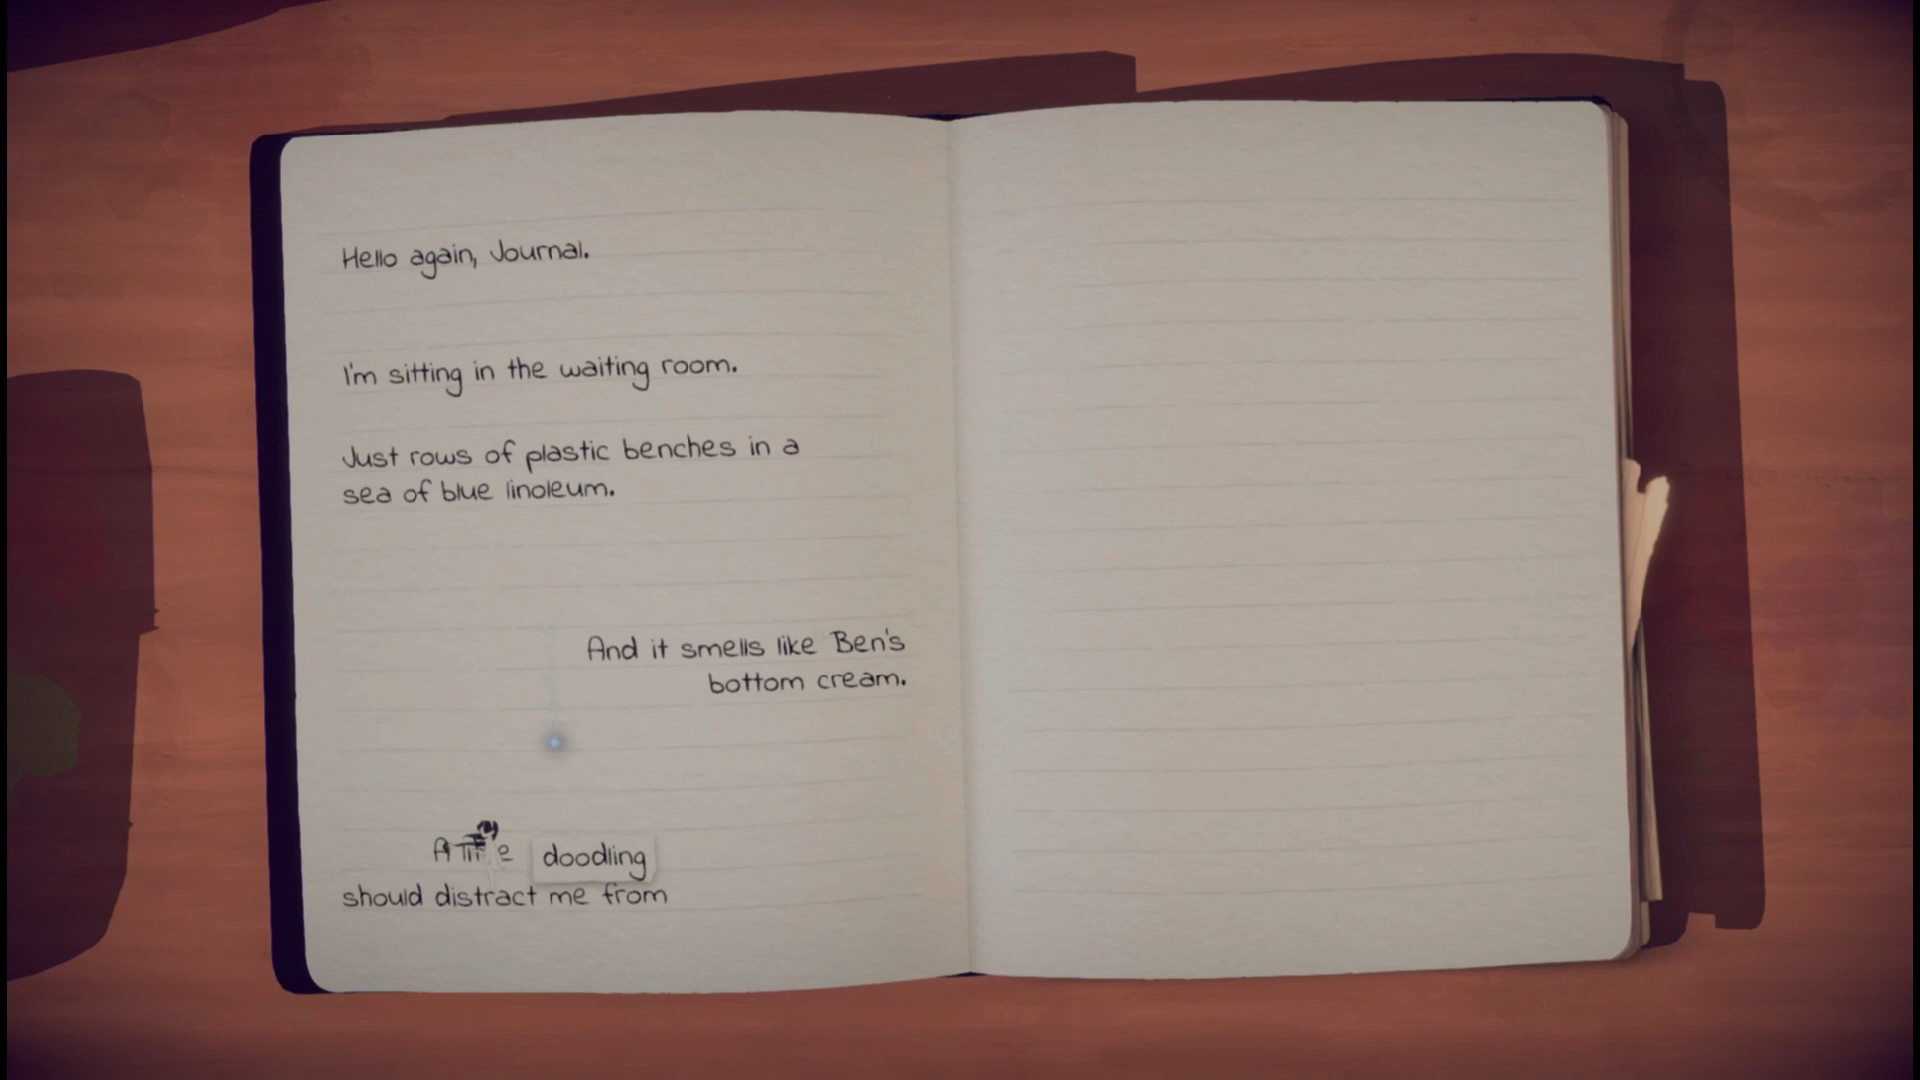 Hello again, Journal.
I'm sitting in the waiting room.
Just rows of plastic benches in a
sea of blue linoleum.
And it smells like Ben's
bottom cream.
A doodling
should distract me from